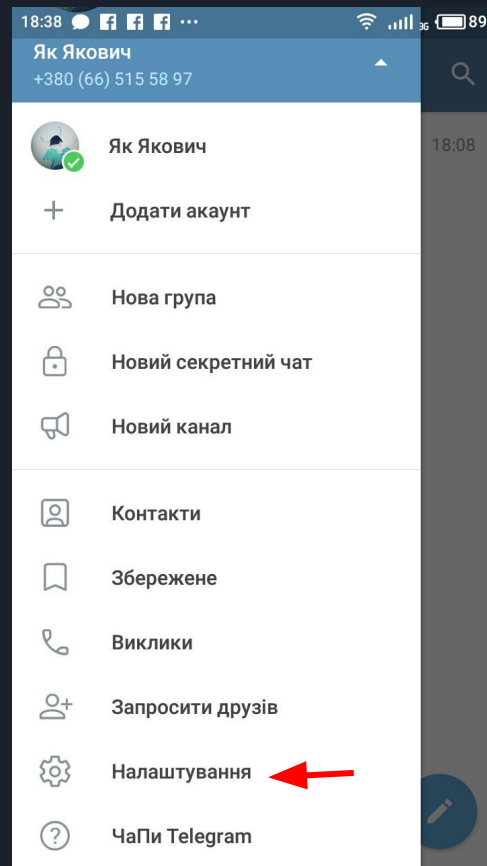 18:38 3G 89
Як Якович
+380 (66) 515 58 97
18:08
Як Якович
Додати акаунт
Нова група
Новий секретний чат
Новий канал
Контакти
Збережене
Виклики
Запросити друзів
Налаштування
ЧаПи Telegram